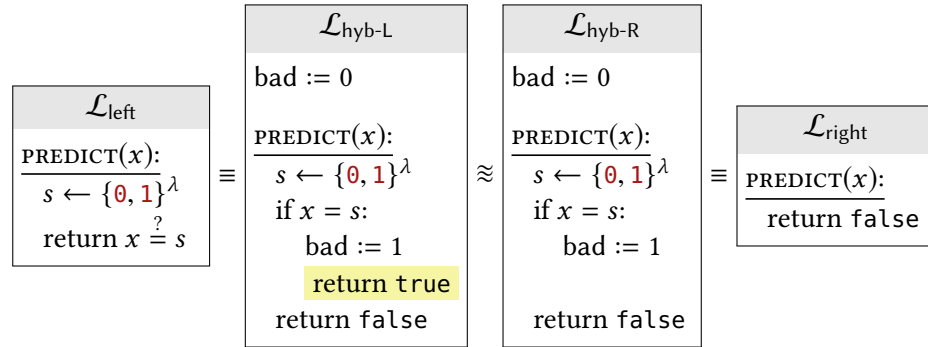 𝓛left
PREDICT(x):
s ← {0, 1}^λ
return x ≟ s
≡
𝓛hyb-L
bad := 0
PREDICT(x):
s ← {0, 1}^λ
if x = s:
bad := 1
return true
return false
≋
𝓛hyb-R
bad := 0
PREDICT(x):
s ← {0, 1}^λ
if x = s:
bad := 1
return false
≡
𝓛right
PREDICT(x):
return false